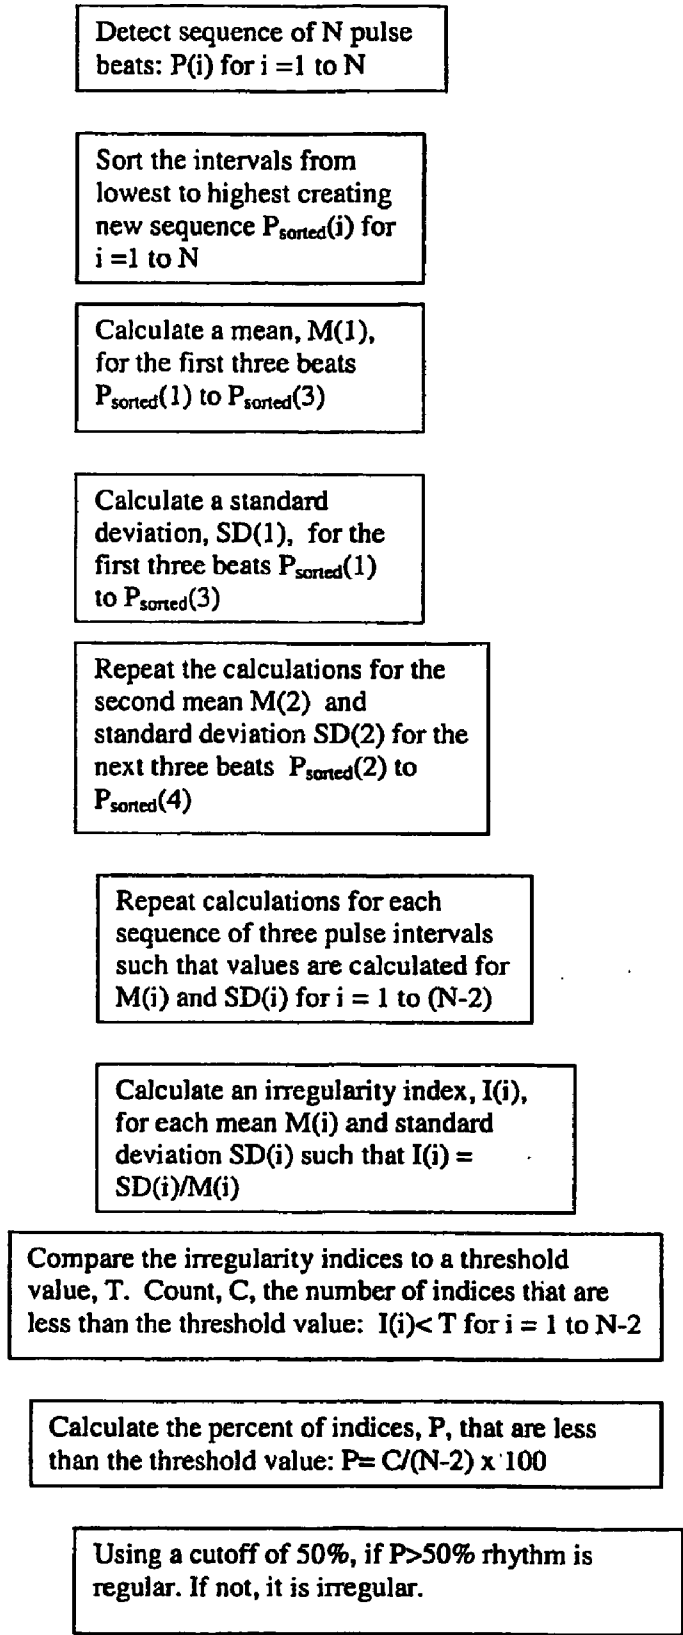 Detect sequence of N pulse
beats: P(i) for i =1 to N
Sort the intervals from
lowest to highest creating
new sequence Psorted(i) for
i =1 to N
Calculate a mean, M(1),
for the first three beats
Psorted(1) to Psorted(3)
Calculate a standard
deviation, SD(1), for the
first three beats Psorted(1)
to Psorted(3)
Repeat the calculations for the
second mean M(2) and
standard deviation SD(2) for the
next three beats Psorted(2) to
Psorted(4)
Repeat calculations for each
sequence of three pulse intervals
such that values are calculated for
M(i) and SD(i) for i = 1 to (N-2)
Calculate an irregularity index, I(i),
for each mean M(i) and standard
deviation SD(i) such that I(i) =
SD(i)/M(i)
Compare the irregularity indices to a threshold
value, T. Count, C, the number of indices that are
less than the threshold value: I(i)< T for i = 1 to N-2
Calculate the percent of indices, P, that are less
than the threshold value: P= C/(N-2) x 100
Using a cutoff of 50%, if P>50% rhythm is
regular. If not, it is irregular.